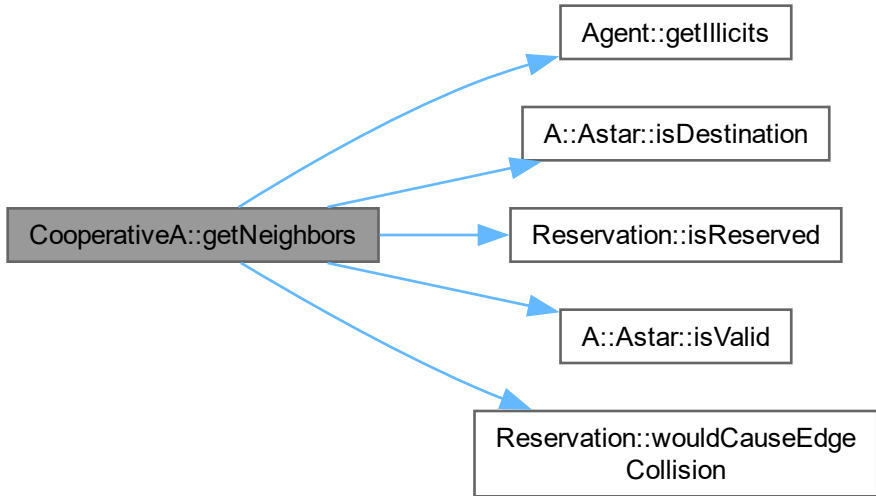 Agent::getIllicits
A::Astar::isDestination
CooperativeA::getNeighbors
Reservation::isReserved
A::Astar::isValid
Reservation::wouldCauseEdge
Collision